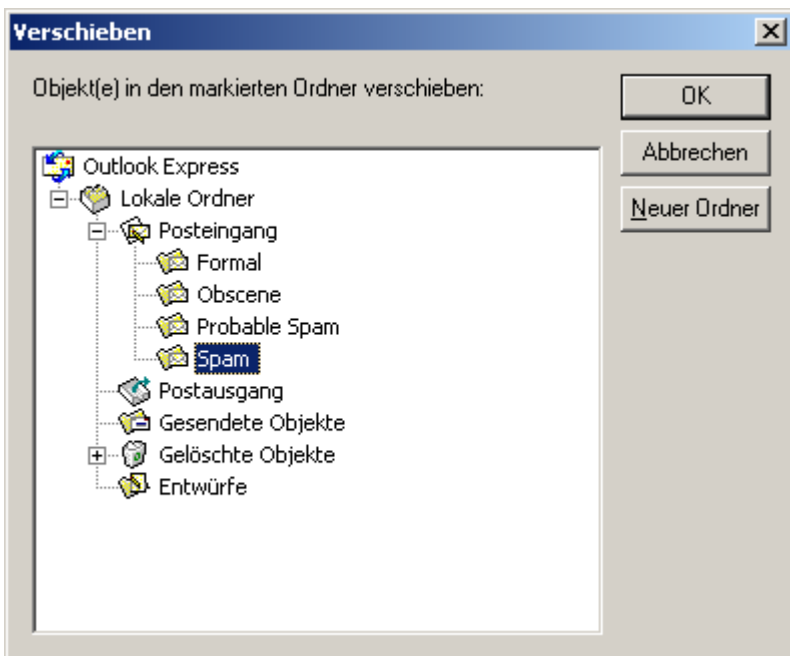 Verschieben
Objekt(e) in den markierten Ordner verschieben:
OK
Abbrechen
Neuer Ordner
Outlook Express
Lokale Ordner
Posteingang
Formal
Obscene
Probable Spam
Spam
Postausgang
Gesendete Objekte
Gelöschte Objekte
Entwürfe